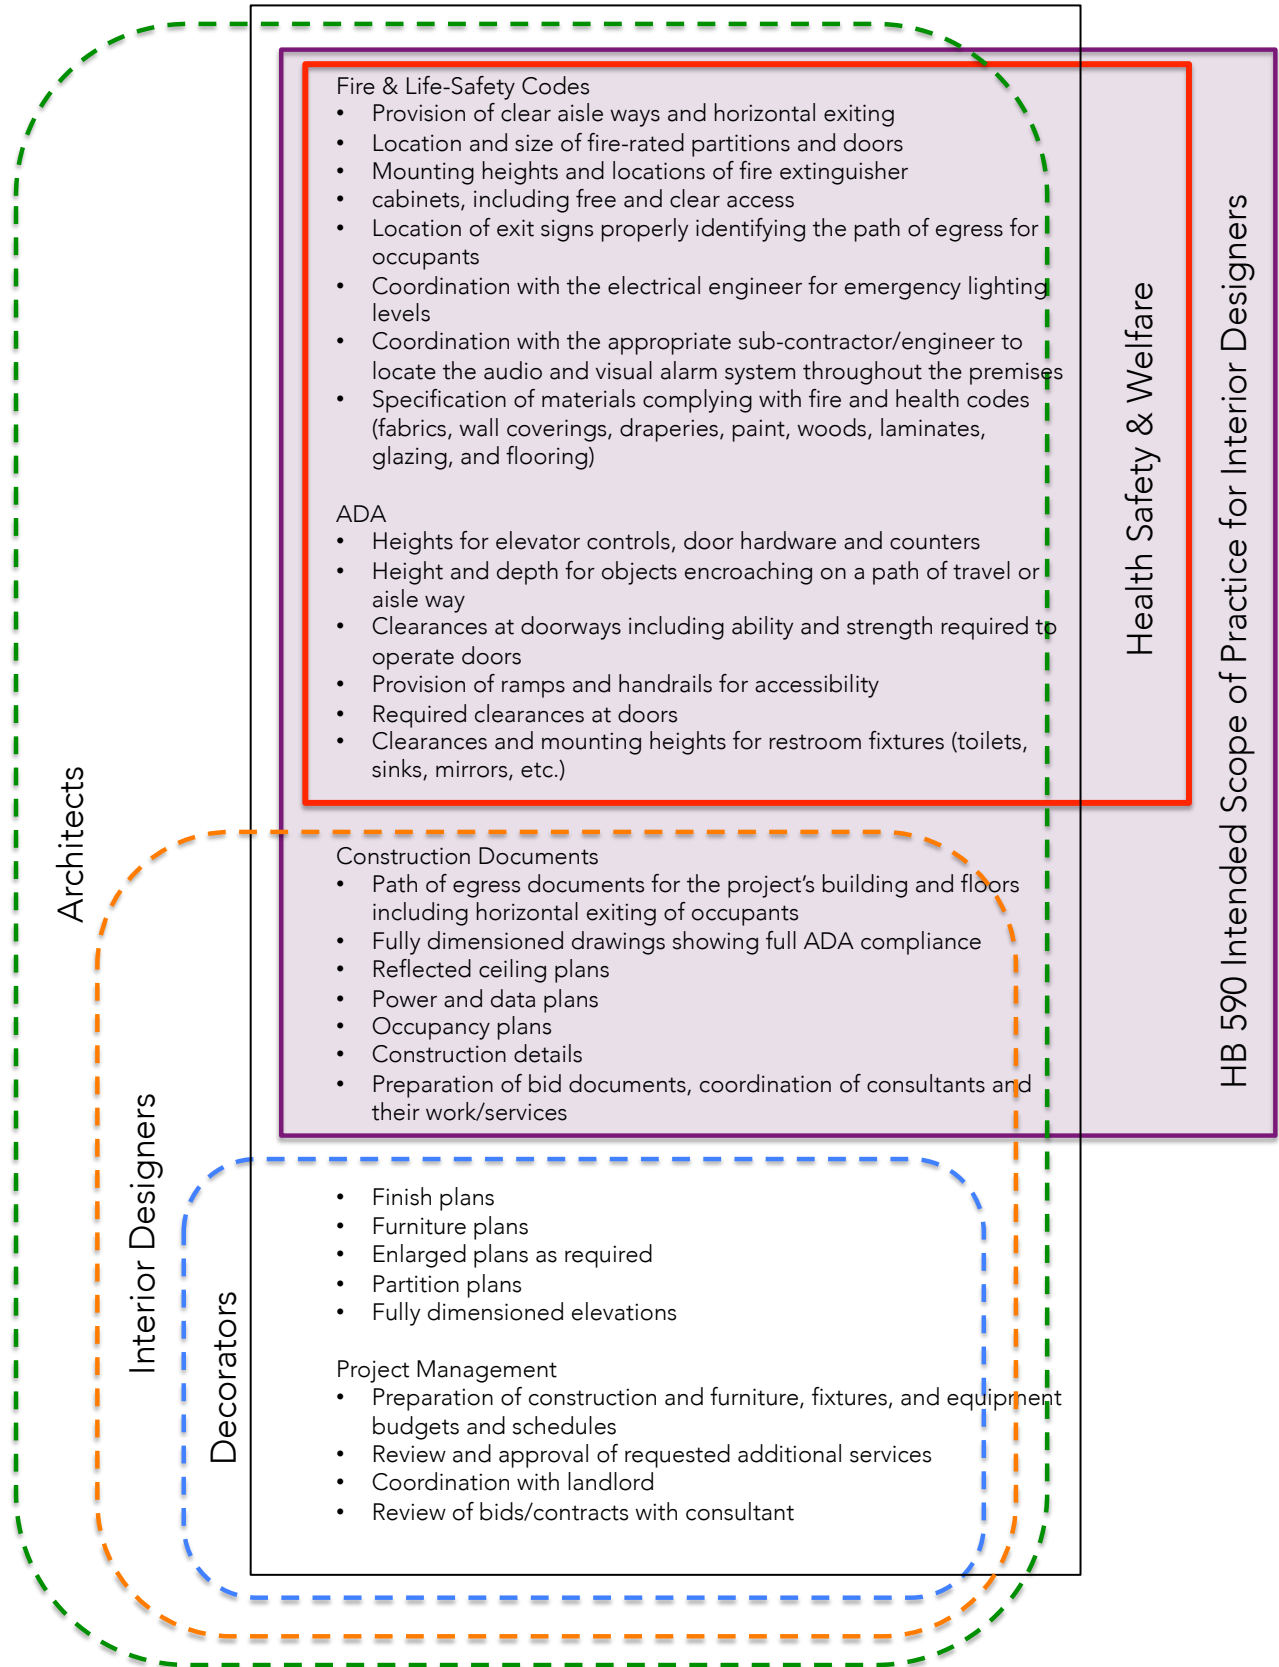 Fire & Life-Safety Codes
• Provision of clear aisle ways and horizontal exiting
• Location and size of fire-rated partitions and doors
• Mounting heights and locations of fire extinguisher
• cabinets, including free and clear access
• Location of exit signs properly identifying the path of egress for
occupants
• Coordination with the electrical engineer for emergency lighting
levels
• Coordination with the appropriate sub-contractor/engineer to
locate the audio and visual alarm system throughout the premises
• Specification of materials complying with fire and health codes
(fabrics, wall coverings, draperies, paint, woods, laminates,
glazing, and flooring)
ADA
• Heights for elevator controls, door hardware and counters
• Height and depth for objects encroaching on a path of travel or
aisle way
• Clearances at doorways including ability and strength required to
operate doors
• Provision of ramps and handrails for accessibility
• Required clearances at doors
• Clearances and mounting heights for restroom fixtures (toilets,
sinks, mirrors, etc.)
Construction Documents
• Path of egress documents for the project’s building and floors
including horizontal exiting of occupants
• Fully dimensioned drawings showing full ADA compliance
• Reflected ceiling plans
• Power and data plans
• Occupancy plans
• Construction details
• Preparation of bid documents, coordination of consultants and
their work/services
• Finish plans
• Furniture plans
• Enlarged plans as required
• Partition plans
• Fully dimensioned elevations
Project Management
• Preparation of construction and furniture, fixtures, and equipment
budgets and schedules
• Review and approval of requested additional services
• Coordination with landlord
• Review of bids/contracts with consultant
Architects
Interior Designers
Decorators
Health Safety & Welfare
HB 590 Intended Scope of Practice for Interior Designers